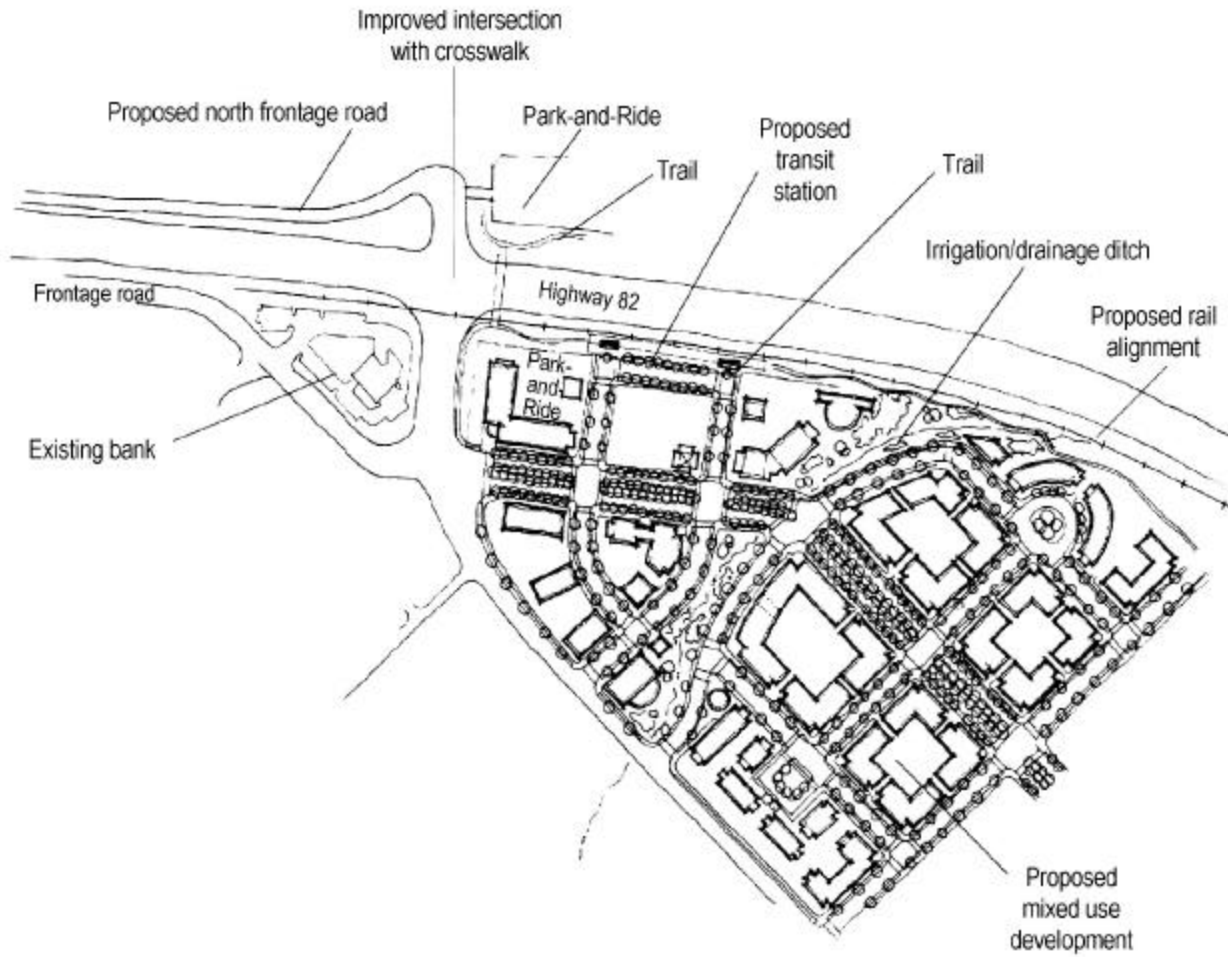 Improved intersection
with crosswalk
Proposed north frontage road
Park-and-Ride
Proposed
transit
station
Trail
Trail
Irrigation/drainage ditch
Frontage road
Highway 82
Proposed rail
alignment
Park-
and-
Ride
Existing bank
Proposed
mixed use
development